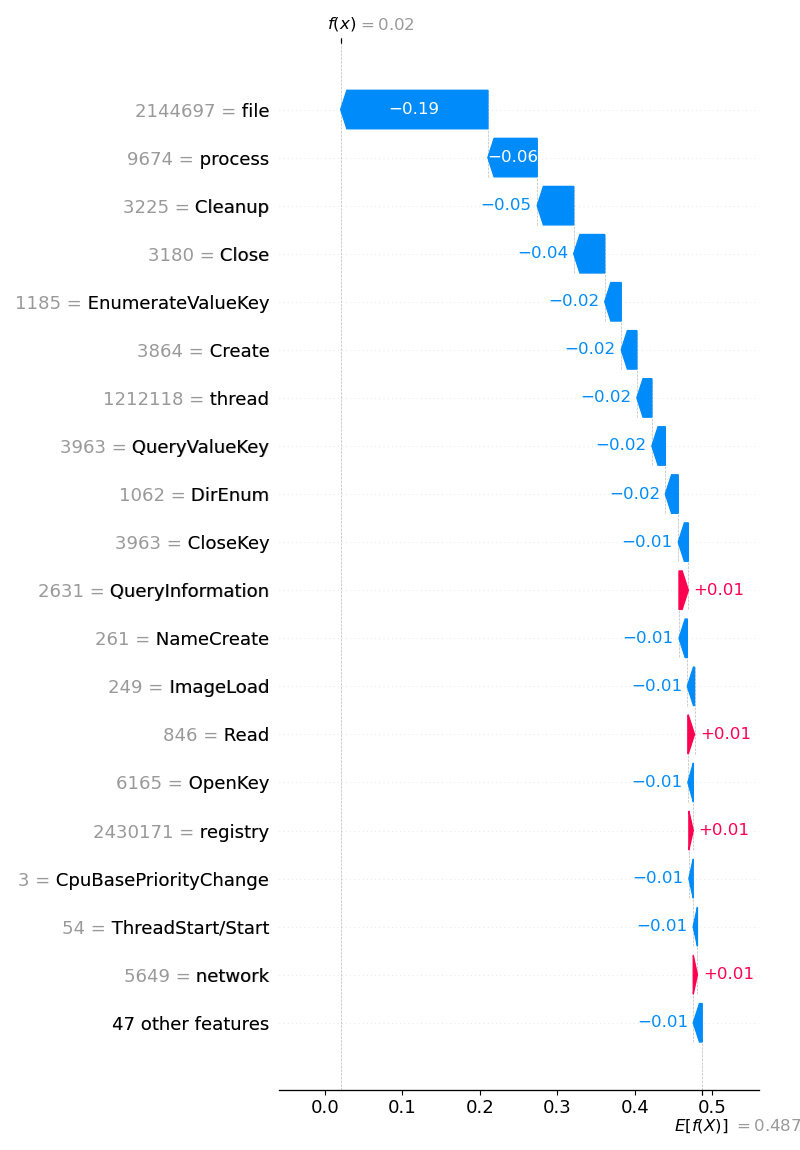 f(x) = 0.02
2144697 = file −0.19
9674 = process −0.06
3225 = Cleanup −0.05
3180 = Close −0.04
1185 = EnumerateValueKey −0.02
3864 = Create −0.02
1212118 = thread −0.02
3963 = QueryValueKey −0.02
1062 = DirEnum −0.02
3963 = CloseKey −0.01
2631 = QueryInformation +0.01
261 = NameCreate −0.01
249 = ImageLoad −0.01
846 = Read +0.01
6165 = OpenKey −0.01
2430171 = registry +0.01
3 = CpuBasePriorityChange −0.01
54 = ThreadStart/Start −0.01
5649 = network +0.01
47 other features −0.01
0.0 0.1 0.2 0.3 0.4 0.5
E[f(X)] = 0.487